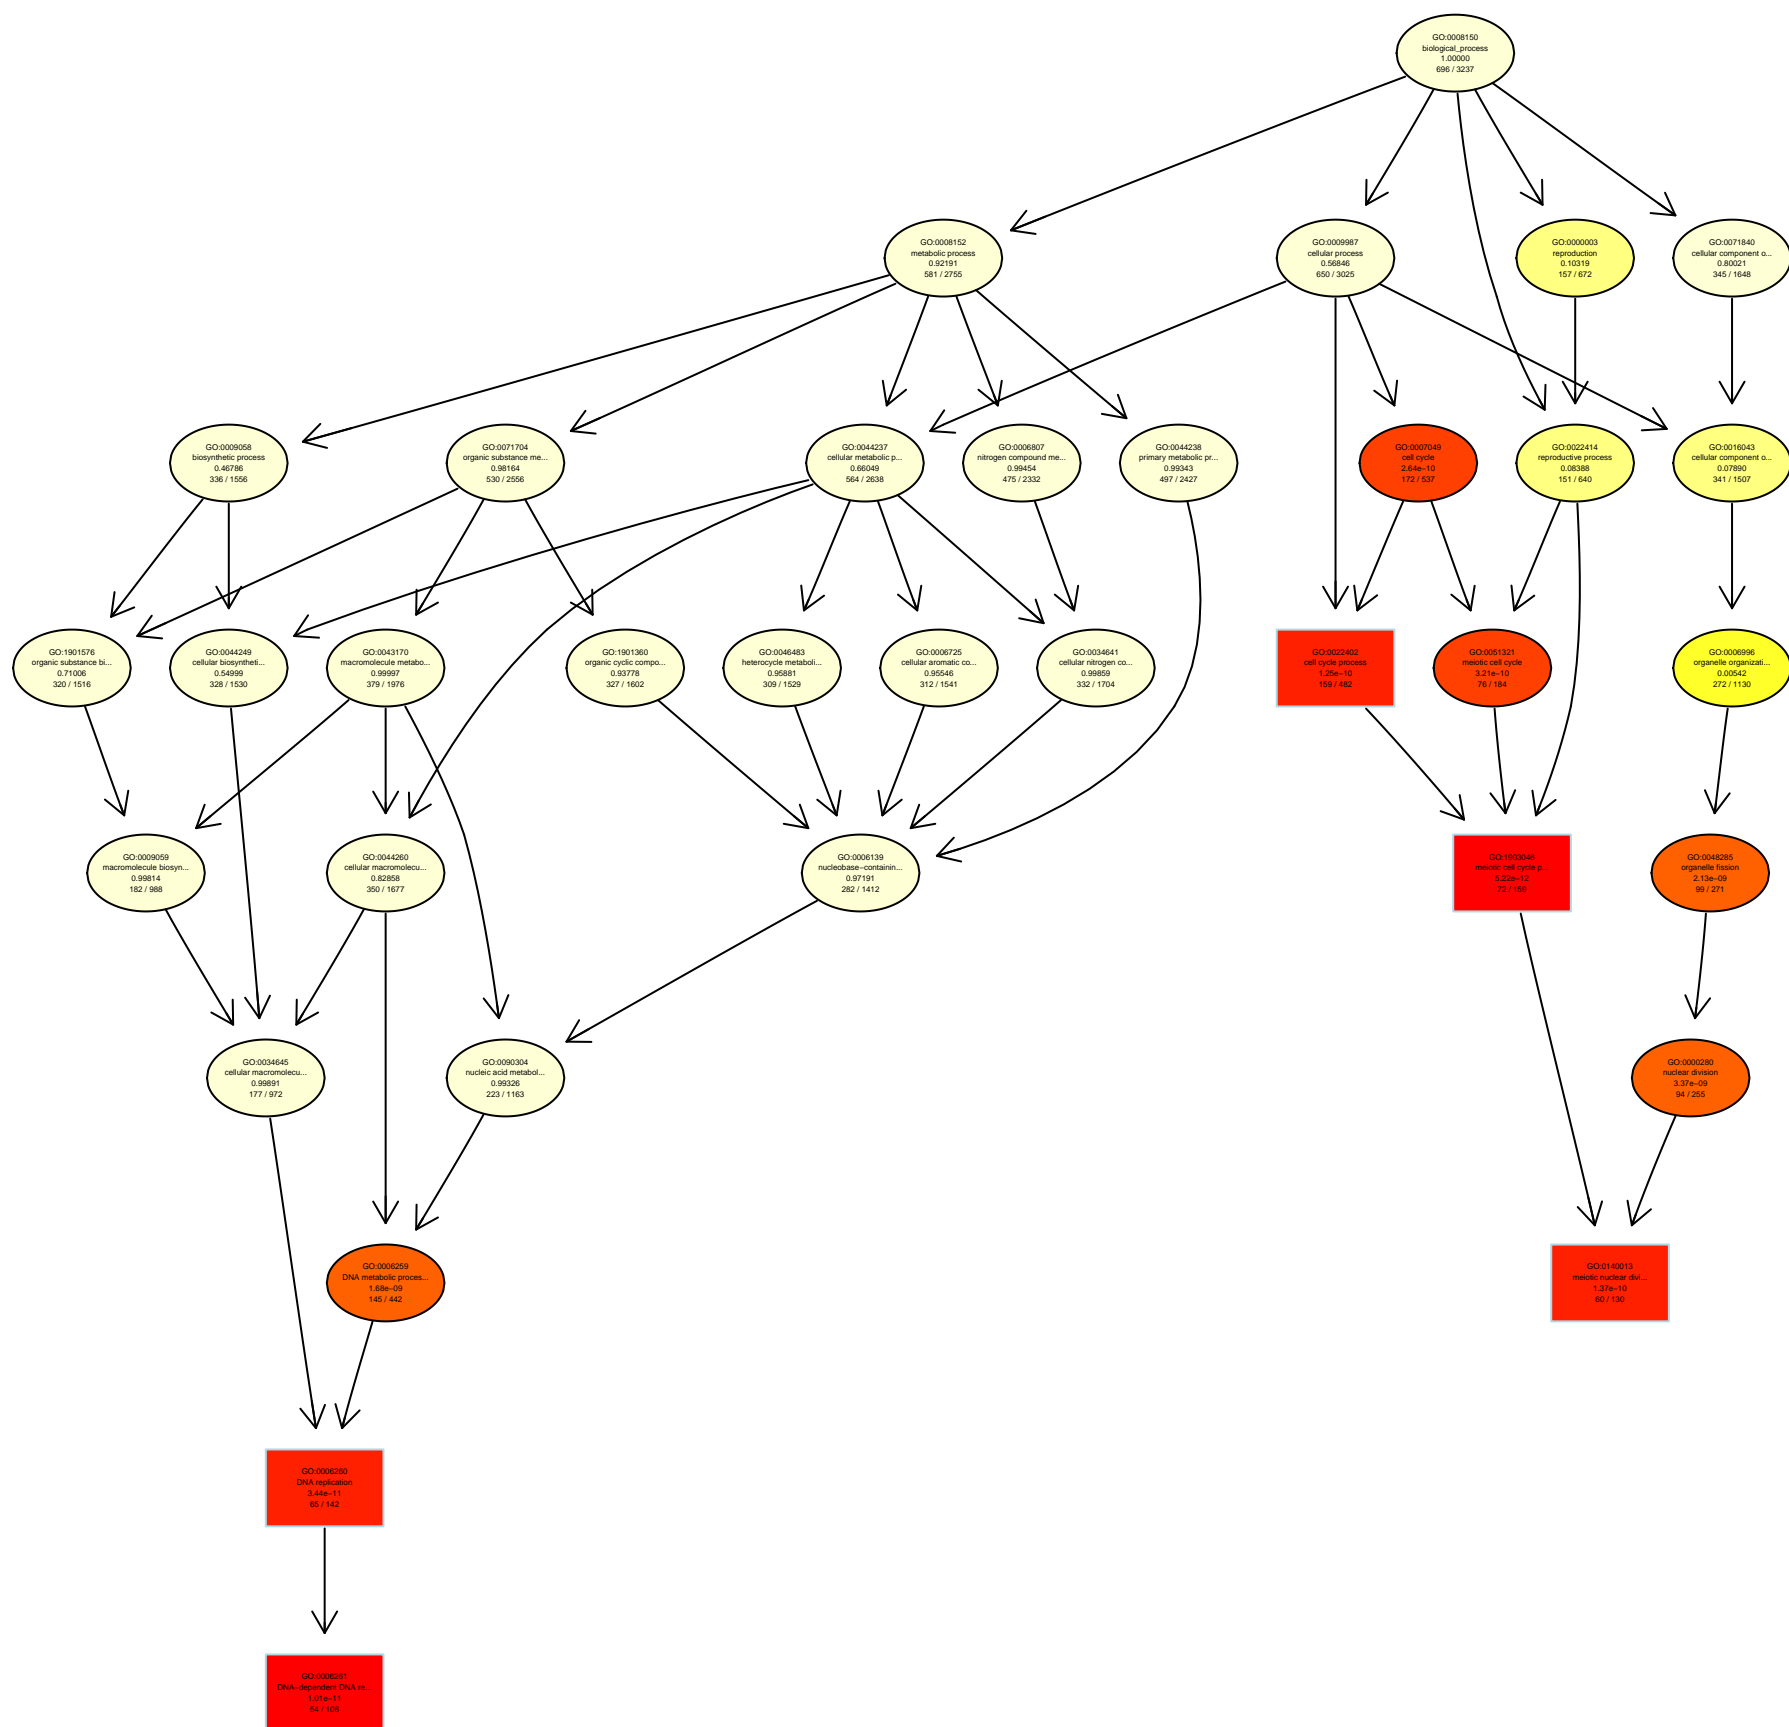 GO:0008150
biological_process
1.00000
696 / 3237
GO:0008152
metabolic process
0.92191
581 / 2755
GO:0009987
cellular process
0.56846
650 / 3025
GO:0000003
reproduction
0.10319
157 / 672
GO:0071840
cellular component o...
0.80021
345 / 1648
GO:0009058
biosynthetic process
0.46786
336 / 1556
GO:0071704
organic substance me...
0.98164
530 / 2556
GO:0044237
cellular metabolic p...
0.66049
564 / 2638
GO:0006807
nitrogen compound me...
0.99454
475 / 2332
GO:0044238
primary metabolic pr...
0.99343
497 / 2427
GO:0007049
cell cycle
2.64e−10
172 / 537
GO:0022414
reproductive process
0.08388
151 / 640
GO:0016043
cellular component o...
0.07890
341 / 1507
GO:1901576
organic substance bi...
0.71006
320 / 1516
GO:0044249
cellular biosyntheti...
0.54999
328 / 1530
GO:0043170
macromolecule metabo...
0.99997
379 / 1976
GO:1901360
organic cyclic compo...
0.93778
327 / 1602
GO:0046483
heterocycle metaboli...
0.95881
309 / 1529
GO:0006725
cellular aromatic co...
0.95546
312 / 1541
GO:0034641
cellular nitrogen co...
0.99859
332 / 1704
GO:0022402
cell cycle process
1.25e−10
159 / 482
GO:0051321
meiotic cell cycle
3.21e−10
76 / 184
GO:0006996
organelle organizati...
0.00542
272 / 1130
GO:0009059
macromolecule biosyn...
0.99814
182 / 988
GO:0044260
cellular macromolecu...
0.82858
350 / 1677
GO:0006139
nucleobase−containin...
0.97191
282 / 1412
GO:1903046
meiotic cell cycle p...
5.22e−12
72 / 159
GO:0048285
organelle fission
2.13e−09
99 / 271
GO:0034645
cellular macromolecu...
0.99891
177 / 972
GO:0090304
nucleic acid metabol...
0.99326
223 / 1163
GO:0000280
nuclear division
3.37e−09
94 / 255
GO:0006259
DNA metabolic proces...
1.68e−09
145 / 442
GO:0140013
meiotic nuclear divi...
1.37e−10
60 / 130
GO:0006260
DNA replication
3.44e−11
65 / 142
GO:0006261
DNA−dependent DNA re...
1.01e−11
54 / 106